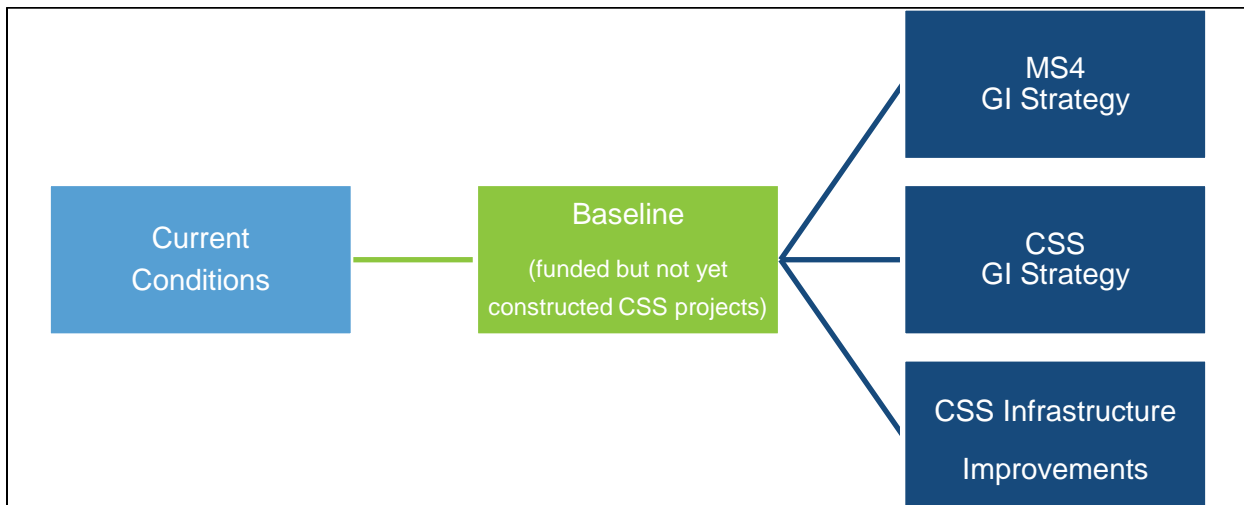 Current
Conditions
Baseline
(funded but not yet
constructed CSS projects)
MS4
GI Strategy
CSS
GI Strategy
CSS Infrastructure
Improvements